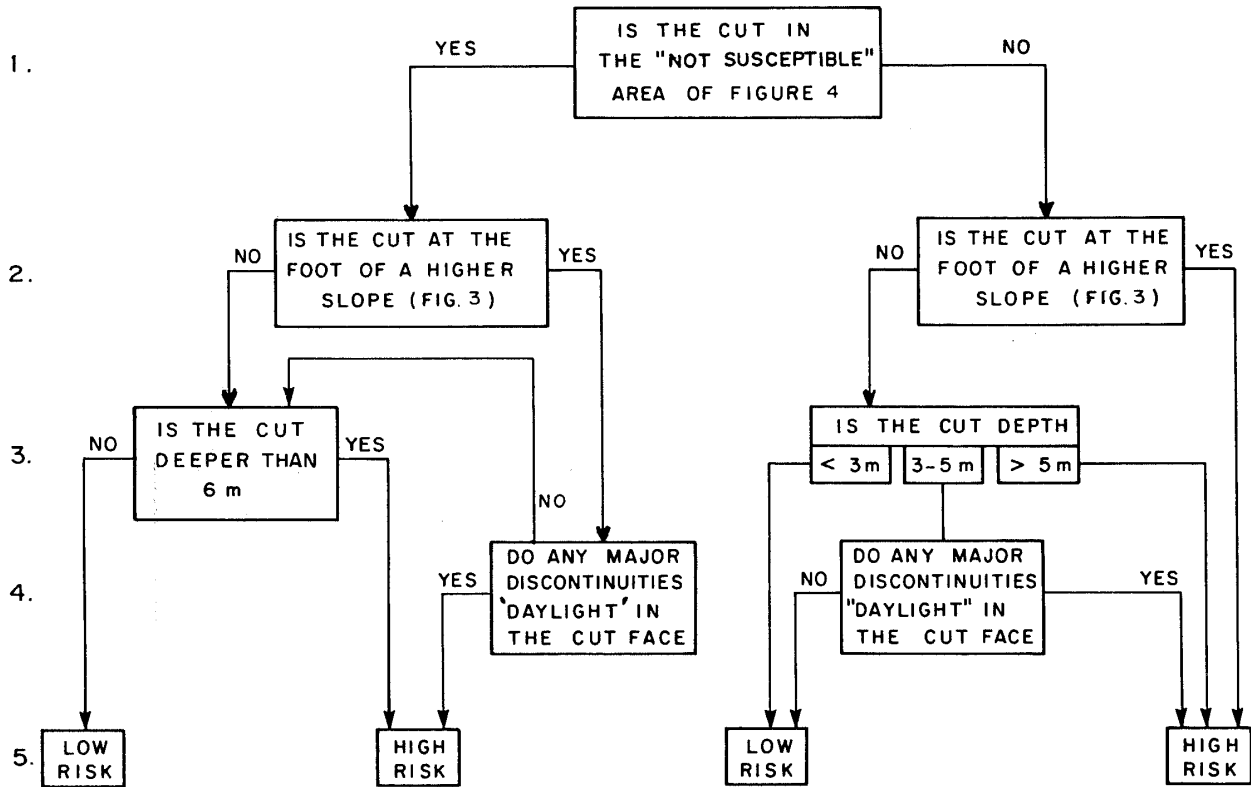 1.
YES
IS THE CUT IN
THE "NOT SUSCEPTIBLE"
AREA OF FIGURE 4
NO
2.
NO
IS THE CUT AT THE
FOOT OF A HIGHER
SLOPE (FIG. 3)
YES
NO
IS THE CUT AT THE
FOOT OF A HIGHER
SLOPE (FIG. 3)
YES
3.
NO
IS THE CUT
DEEPER THAN
6 m
YES
NO
IS THE CUT DEPTH
< 3m
3-5 m
> 5 m
4.
YES
DO ANY MAJOR
DISCONTINUITIES
'DAYLIGHT' IN
THE CUT FACE
NO
DO ANY MAJOR
DISCONTINUITIES
"DAYLIGHT" IN
THE CUT FACE
YES
5.
LOW
RISK
HIGH
RISK
LOW
RISK
HIGH
RISK